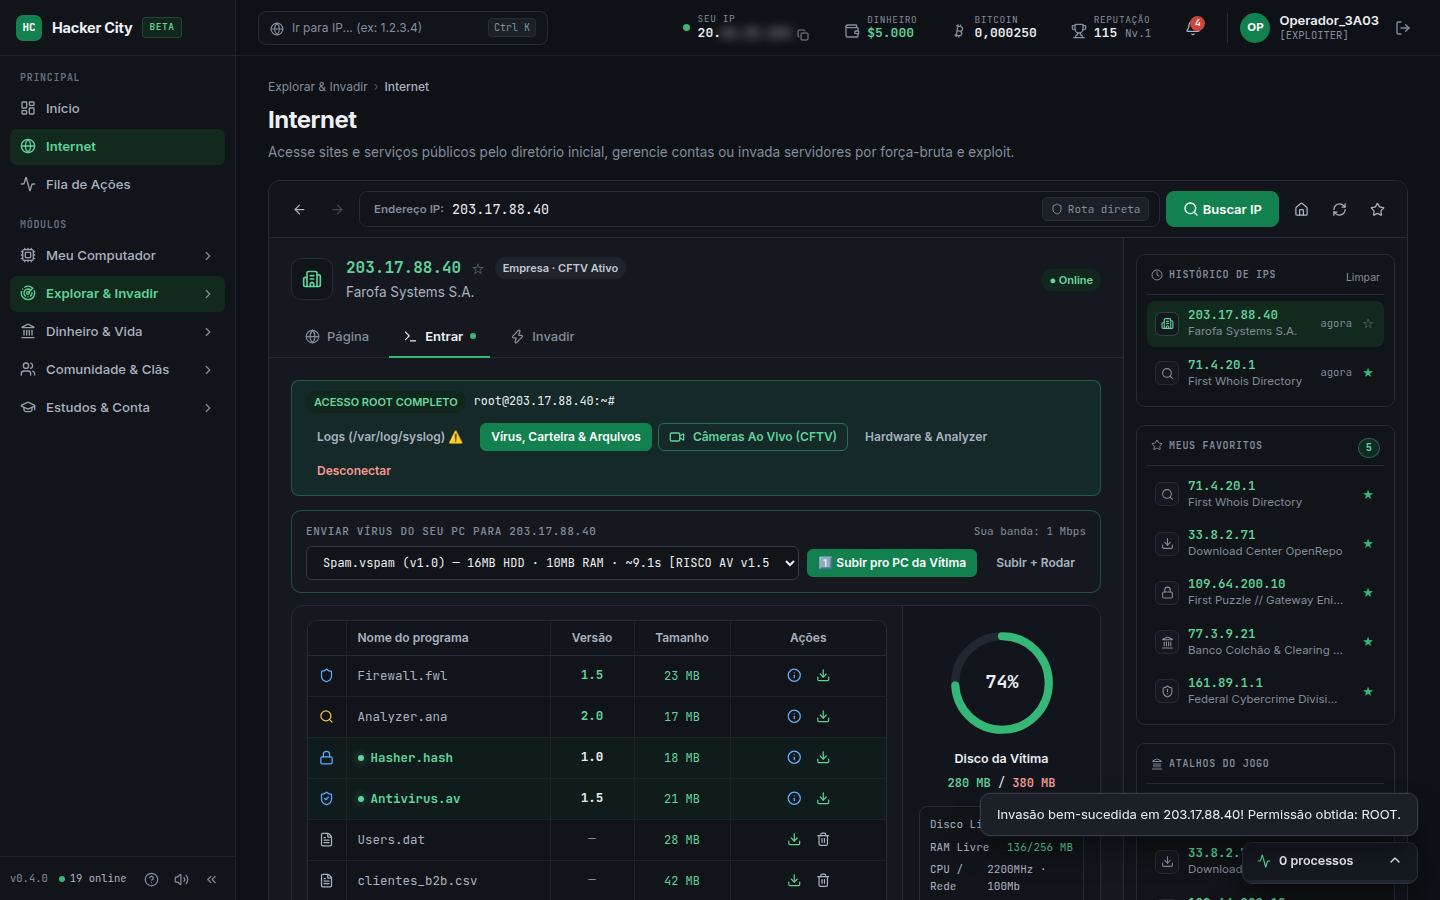 HC Hacker City BETA
Ir para IP... (ex: 1.2.3.4) Ctrl K
SEU IP
20.
DINHEIRO
$5.000
BITCOIN
0,000250
REPUTAÇÃO
115 Nv.1
4
OP
Operador_3A03
[EXPLOITER]
PRINCIPAL
Início
Internet
Fila de Ações
MÓDULOS
Meu Computador
Explorar & Invadir
Dinheiro & Vida
Comunidade & Clãs
Estudos & Conta
v0.4.0 19 online
Explorar & Invadir › Internet
Internet
Acesse sites e serviços públicos pelo diretório inicial, gerencie contas ou invada servidores por força-bruta e exploit.
Endereço IP: 203.17.88.40 Rota direta Buscar IP
203.17.88.40 ☆ Empresa · CFTV Ativo
Farofa Systems S.A.
● Online
Página Entrar Invadir
ACESSO ROOT COMPLETO root@203.17.88.40:~#
Logs (/var/log/syslog) ⚠️ Vírus, Carteira & Arquivos Câmeras Ao Vivo (CFTV) Hardware & Analyzer
Desconectar
ENVIAR VÍRUS DO SEU PC PARA 203.17.88.40 Sua banda: 1 Mbps
Spam.vspam (v1.0) — 16MB HDD · 10MB RAM · ~9.1s [RISCO AV v1.5 1️⃣ Subir pro PC da Vítima Subir + Rodar
Nome do programa Versão Tamanho Ações
Firewall.fwl 1.5 23 MB
Analyzer.ana 2.0 17 MB
Hasher.hash 1.0 18 MB
Antivirus.av 1.5 21 MB
Users.dat — 28 MB
clientes_b2b.csv — 42 MB
74%
Disco da Vítima
280 MB / 380 MB
Disco Li
RAM Livre 136/256 MB
CPU / Rede 2200MHz · 100Mb
HISTÓRICO DE IPS Limpar
203.17.88.40
Farofa Systems S.A. agora ☆
71.4.20.1
First Whois Directory agora ★
MEUS FAVORITOS 5
71.4.20.1
First Whois Directory ★
33.8.2.71
Download Center OpenRepo ★
109.64.200.10
First Puzzle // Gateway Eni... ★
77.3.9.21
Banco Colchão & Clearing ... ★
161.89.1.1
Federal Cybercrime Divisi... ★
ATALHOS DO JOGO
Invasão bem-sucedida em 203.17.88.40! Permissão obtida: ROOT.
33.8.2.
Download
0 processos